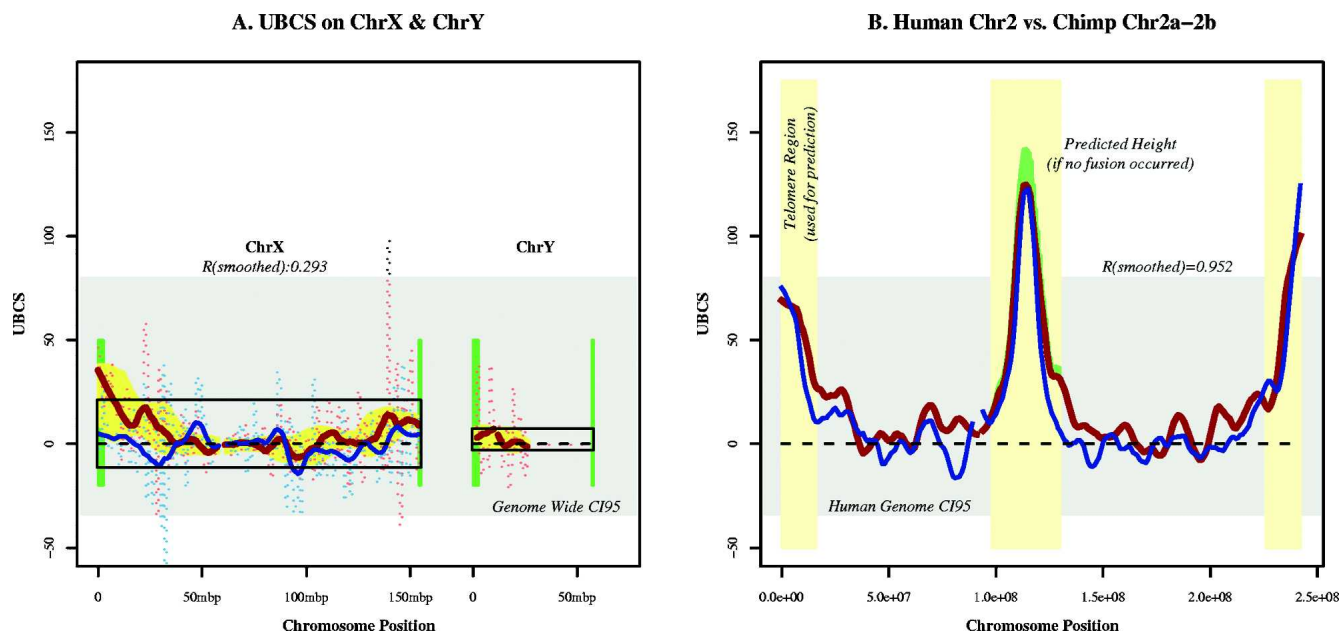 A. UBCS on ChrX & ChrY
UBCS
150
100
50
0
−50
ChrX
R(smoothed):0.293
ChrY
Genome Wide CI95
0
50mbp
100mbp
150mbp
0
50mbp
Chromosome Position
B. Human Chr2 vs. Chimp Chr2a−2b
UBCS
150
100
50
0
−50
Telomere Region
(used for prediction)
Predicted Height
(if no fusion occurred)
R(smoothed)=0.952
Human Genome CI95
0.0e+00
5.0e+07
1.0e+08
1.5e+08
2.0e+08
2.5e+08
Chromosome Position